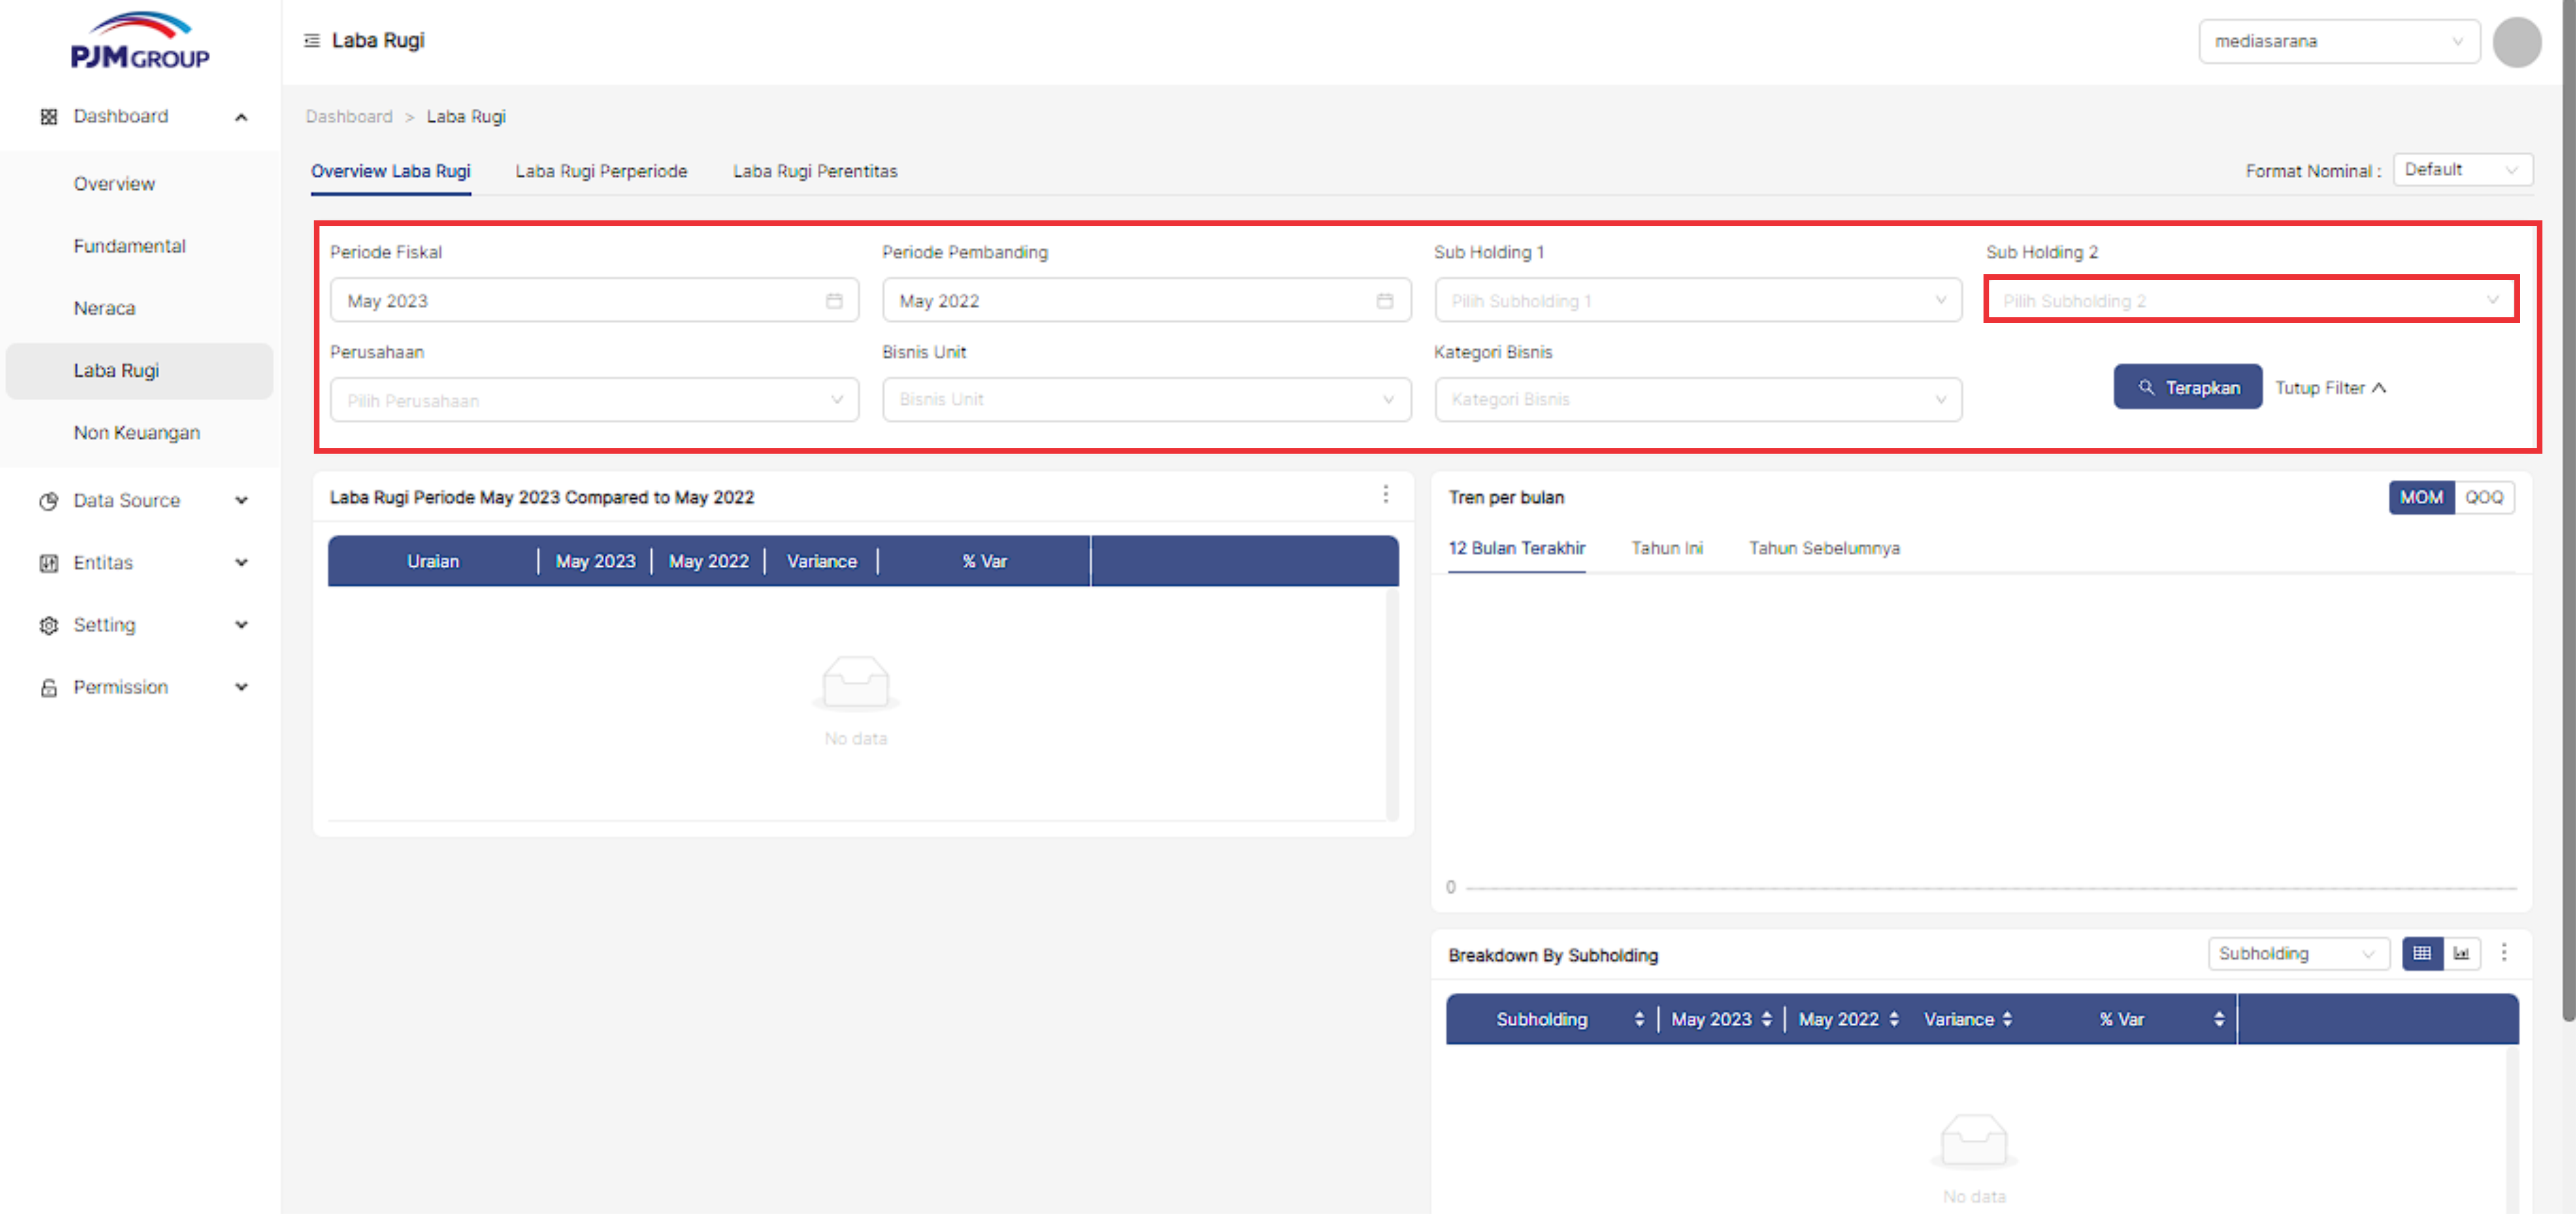 PJM GROUP
Laba Rugi
mediasarana
Dashboard
Overview
Fundamental
Neraca
Laba Rugi
Non Keuangan
Data Source
Entitas
Setting
Permission
Dashboard > Laba Rugi
Overview Laba Rugi
Laba Rugi Perperiode
Laba Rugi Perentitas
Format Nominal :
Default
Periode Fiskal
Periode Pembanding
Sub Holding 1
Sub Holding 2
May 2023
May 2022
Pilih Subholding 1
Pilih Subholding 2
Perusahaan
Bisnis Unit
Kategori Bisnis
Pilih Perusahaan
Bisnis Unit
Kategori Bisnis
Terapkan
Tutup Filter
Laba Rugi Periode May 2023 Compared to May 2022
Uraian
May 2023
May 2022
Variance
% Var
No data
Tren per bulan
MOM
QOQ
12 Bulan Terakhir
Tahun Ini
Tahun Sebelumnya
0
Breakdown By Subholding
Subholding
Subholding
May 2023
May 2022
Variance
% Var
No data